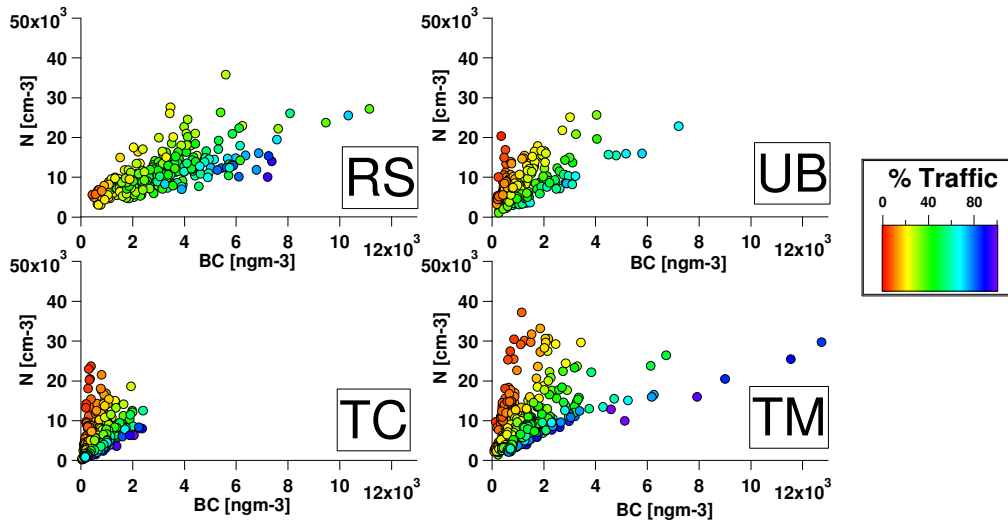 50x10³
40
30
20
10
0
N [cm-3]
RS
0 2 4 6 8 10 12x10³
BC [ngm-3]
50x10³
40
30
20
10
0
N [cm-3]
UB
0 2 4 6 8 10 12x10³
BC [ngm-3]
% Traffic
0 40 80
50x10³
40
30
20
10
0
N [cm-3]
TC
0 2 4 6 8 10 12x10³
BC [ngm-3]
50x10³
40
30
20
10
0
N [cm-3]
TM
0 2 4 6 8 10 12x10³
BC [ngm-3]